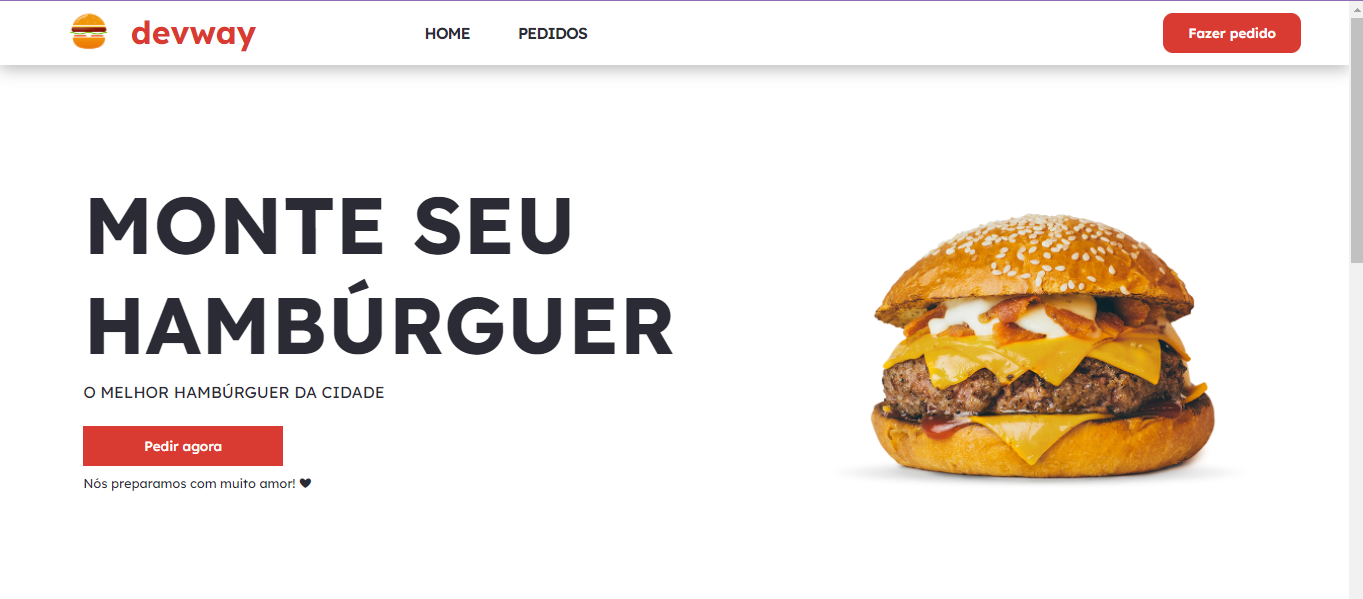 devway
HOME
PEDIDOS
Fazer pedido
MONTE SEU
HAMBÚRGUER
O MELHOR HAMBÚRGUER DA CIDADE
Pedir agora
Nós preparamos com muito amor! ♥